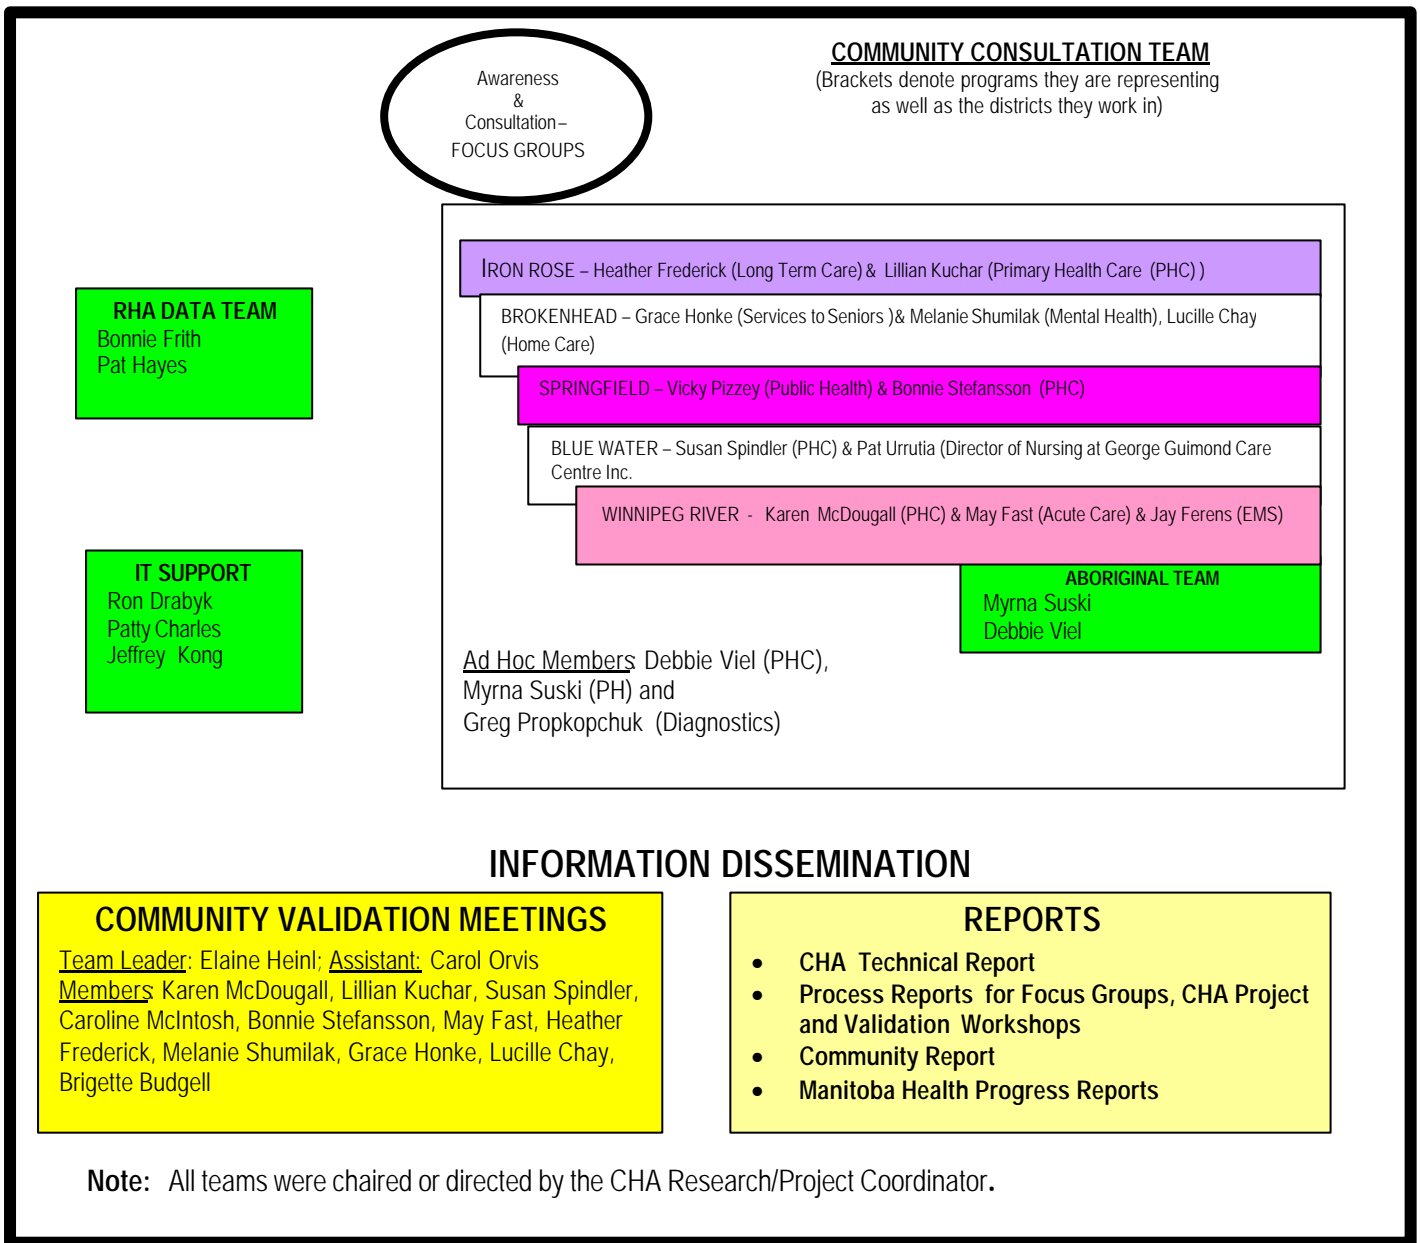 Awareness
&
Consultation–
FOCUS GROUPS
COMMUNITY CONSULTATION TEAM
(Brackets denote programs they are representing
as well as the districts they work in)
IRON ROSE – Heather Frederick (Long Term Care) & Lillian Kuchar (Primary Health Care (PHC) )
BROKENHEAD – Grace Honke (Services to Seniors )& Melanie Shumilak (Mental Health), Lucille Chay
(Home Care)
SPRINGFIELD – Vicky Pizzey (Public Health) & Bonnie Stefansson (PHC)
BLUE WATER – Susan Spindler (PHC) & Pat Urrutia (Director of Nursing at George Guimond Care
Centre Inc.
WINNIPEG RIVER - Karen McDougall (PHC) & May Fast (Acute Care) & Jay Ferens (EMS)
ABORIGINAL TEAM
Myrna Suski
Debbie Viel
Ad Hoc Members: Debbie Viel (PHC),
Myrna Suski (PH) and
Greg Propkopchuk (Diagnostics)
RHA DATA TEAM
Bonnie Frith
Pat Hayes
IT SUPPORT
Ron Drabyk
Patty Charles
Jeffrey Kong
INFORMATION DISSEMINATION
COMMUNITY VALIDATION MEETINGS
Team Leader: Elaine Heinl; Assistant: Carol Orvis
Members: Karen McDougall, Lillian Kuchar, Susan Spindler,
Caroline McIntosh, Bonnie Stefansson, May Fast, Heather
Frederick, Melanie Shumilak, Grace Honke, Lucille Chay,
Brigette Budgell
REPORTS
• CHA Technical Report
• Process Reports for Focus Groups, CHA Project
and Validation Workshops
• Community Report
• Manitoba Health Progress Reports
Note: All teams were chaired or directed by the CHA Research/Project Coordinator.